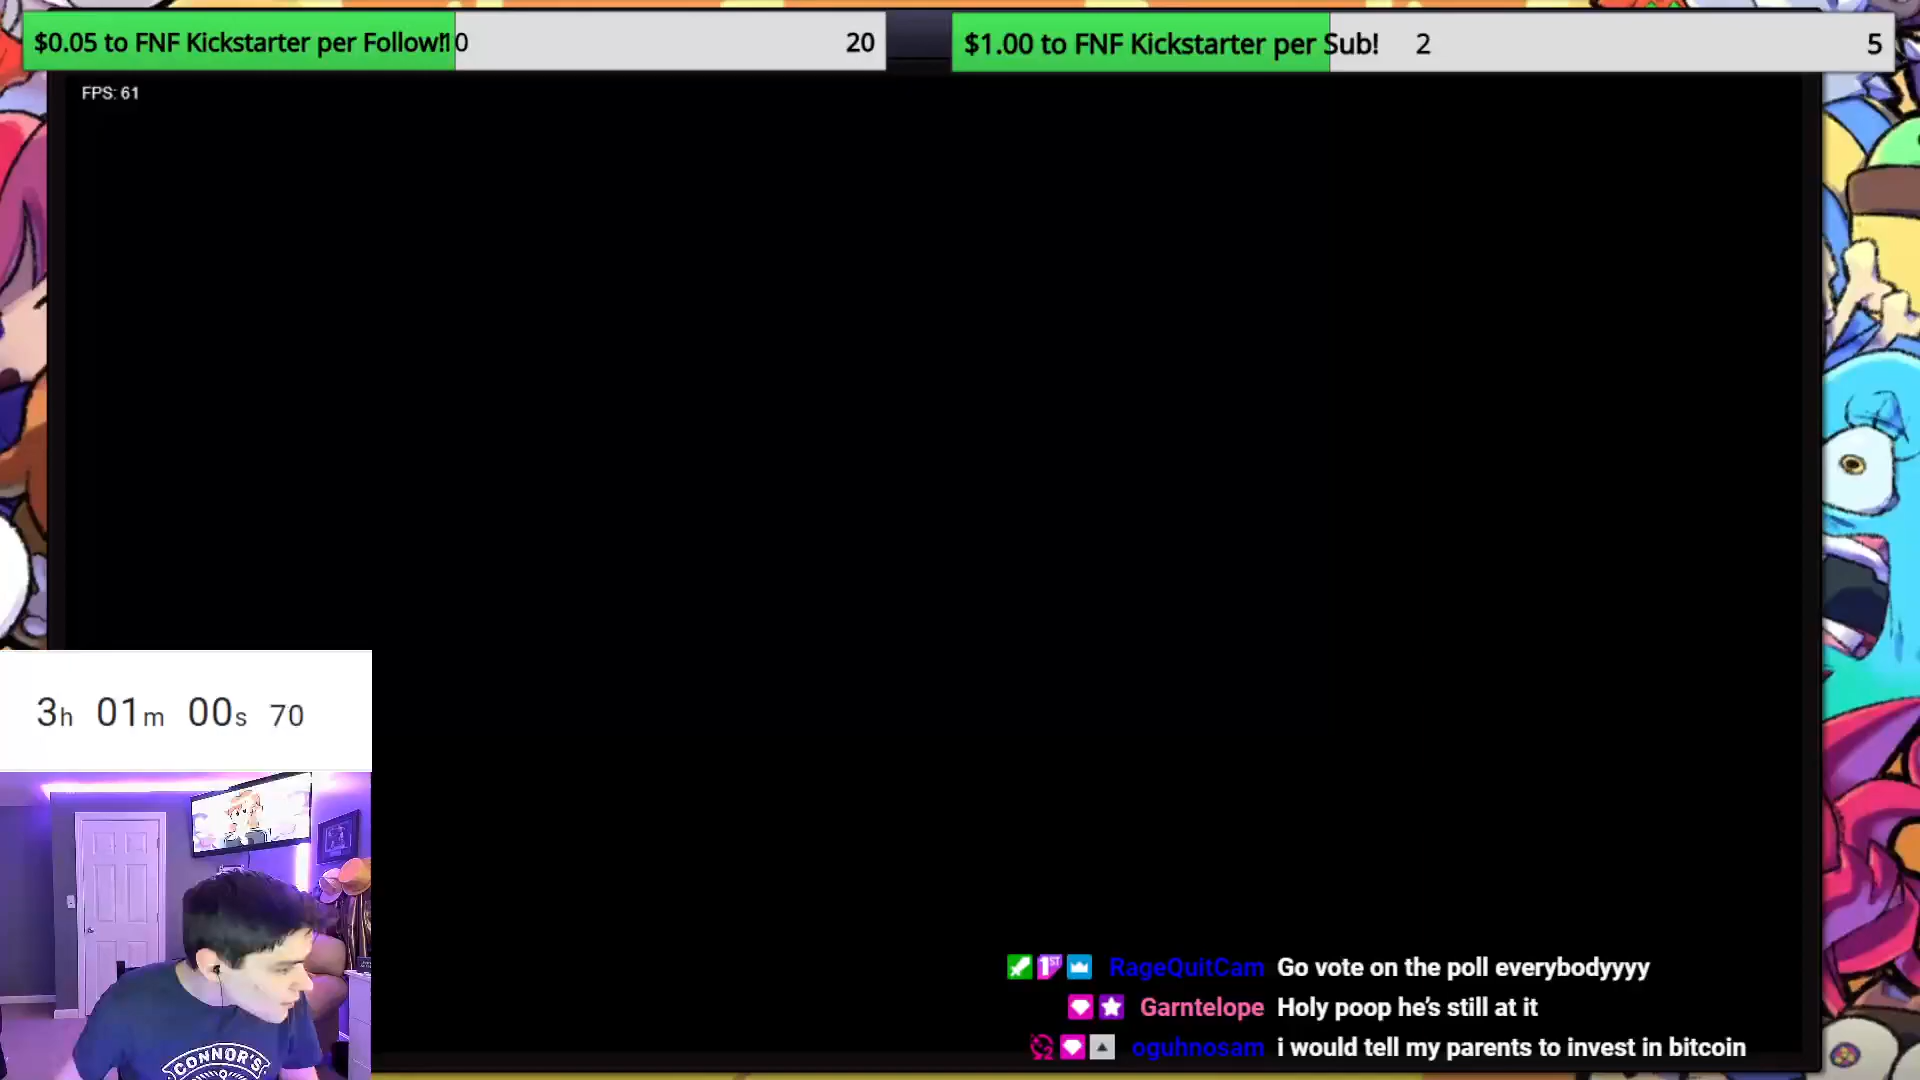 $0.05 to FNF Kickstarter per Follow! 10 20
$1.00 to FNF Kickstarter per Sub! 2 5
FPS: 61
3h 01m 00s 70
CONNOR'S
RageQuitCam Go vote on the poll everybodyyyy
Garntelope Holy poop he's still at it
oguhnosam i would tell my parents to invest in bitcoin